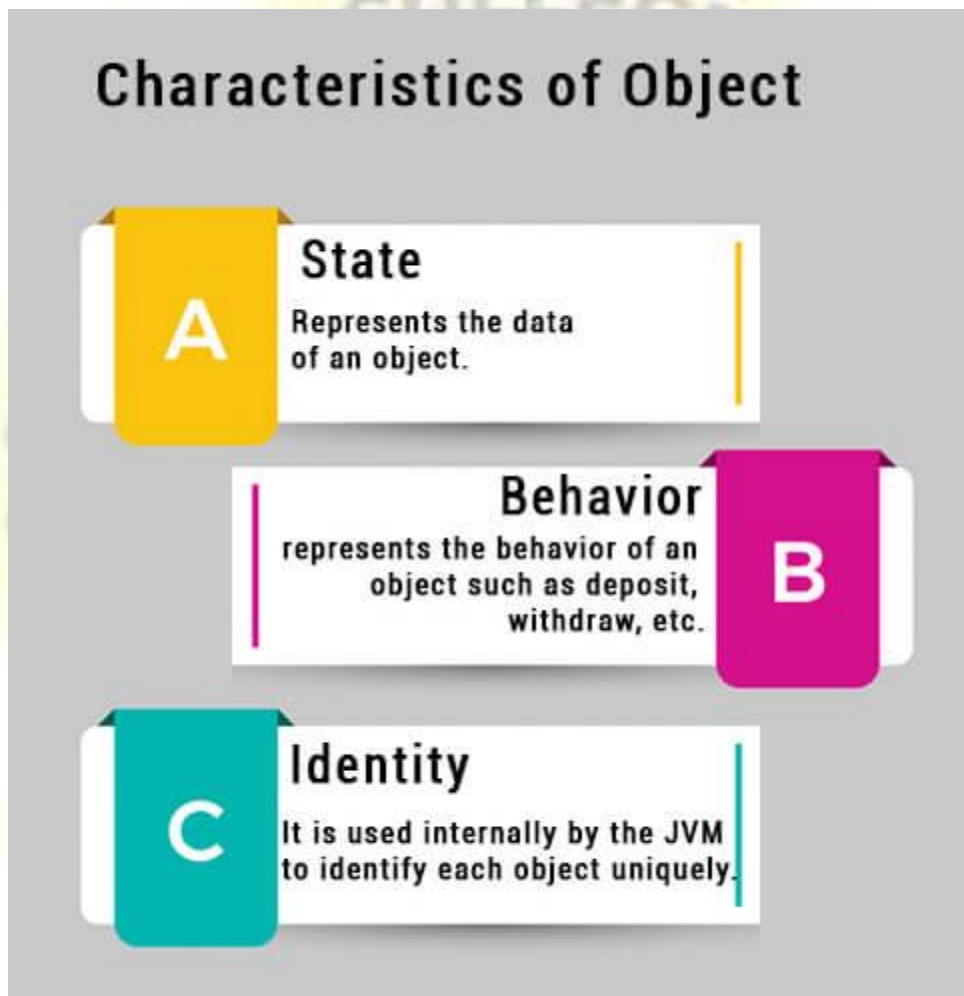 Characteristics of Object
A
State
Represents the data
of an object.
Behavior
represents the behavior of an
object such as deposit,
withdraw, etc.
B
C
Identity
It is used internally by the JVM
to identify each object uniquely.